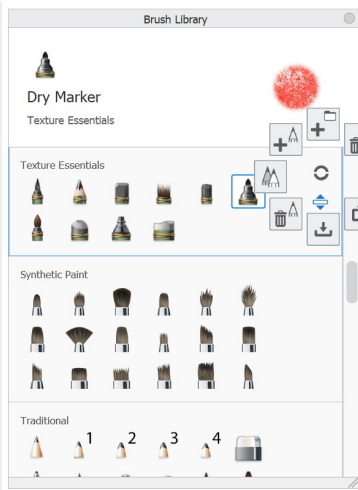 Brush Library
Dry Marker
Texture Essentials
Texture Essentials
Synthetic Paint
Traditional
1 2 3 4